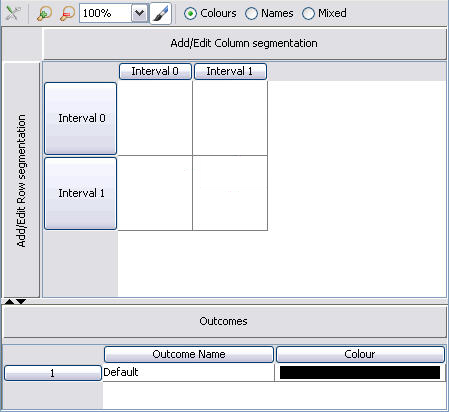 100% Colours Names Mixed
Add/Edit Column segmentation
Interval 0 Interval 1
Add/Edit Row segmentation
Interval 0
Interval 1
Outcomes
Outcome Name Colour
1 Default